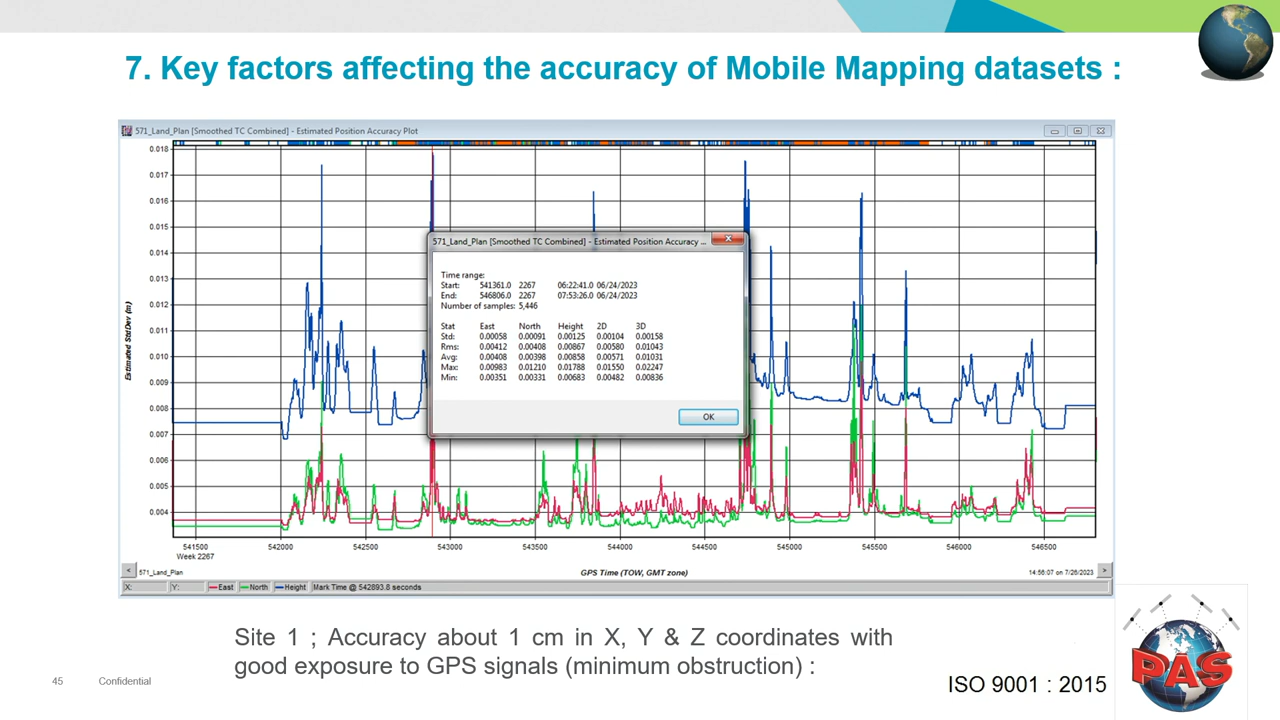 7. Key factors affecting the accuracy of Mobile Mapping datasets :
571_Land_Plan [Smoothed TC Combined] - Estimated Position Accuracy Plot
0.018
0.017
0.016
0.015
0.014
0.013
0.012
0.011
0.010
0.009
0.008
0.007
0.006
0.005
0.004
Estimated StdDev (m)
571_Land_Plan [Smoothed TC Combined] - Estimated Position Accuracy ...
Time range:
Start: 541361.0 2267 06:22:41.0 06/24/2023
End: 546806.0 2267 07:53:26.0 06/24/2023
Number of samples: 5,446
Stat East North Height 2D 3D
Std: 0.00058 0.00091 0.00125 0.00104 0.00158
Rms: 0.00412 0.00408 0.00867 0.00580 0.01043
Avg: 0.00408 0.00398 0.00858 0.00571 0.01031
Max: 0.00983 0.01210 0.01788 0.01550 0.02247
Min: 0.00351 0.00331 0.00683 0.00482 0.00836
OK
541500 542000 542500 543000 543500 544000 544500 545000 545500 546000 546500
Week 2267
571_Land_Plan GPS Time (TOW, GMT zone) 14:56:07 on 7/26/2023
X: Y: East North Height Mark Time @ 542893.8 seconds
Site 1 ; Accuracy about 1 cm in X, Y & Z coordinates with
good exposure to GPS signals (minimum obstruction) :
45 Confidential
ISO 9001 : 2015
PAS